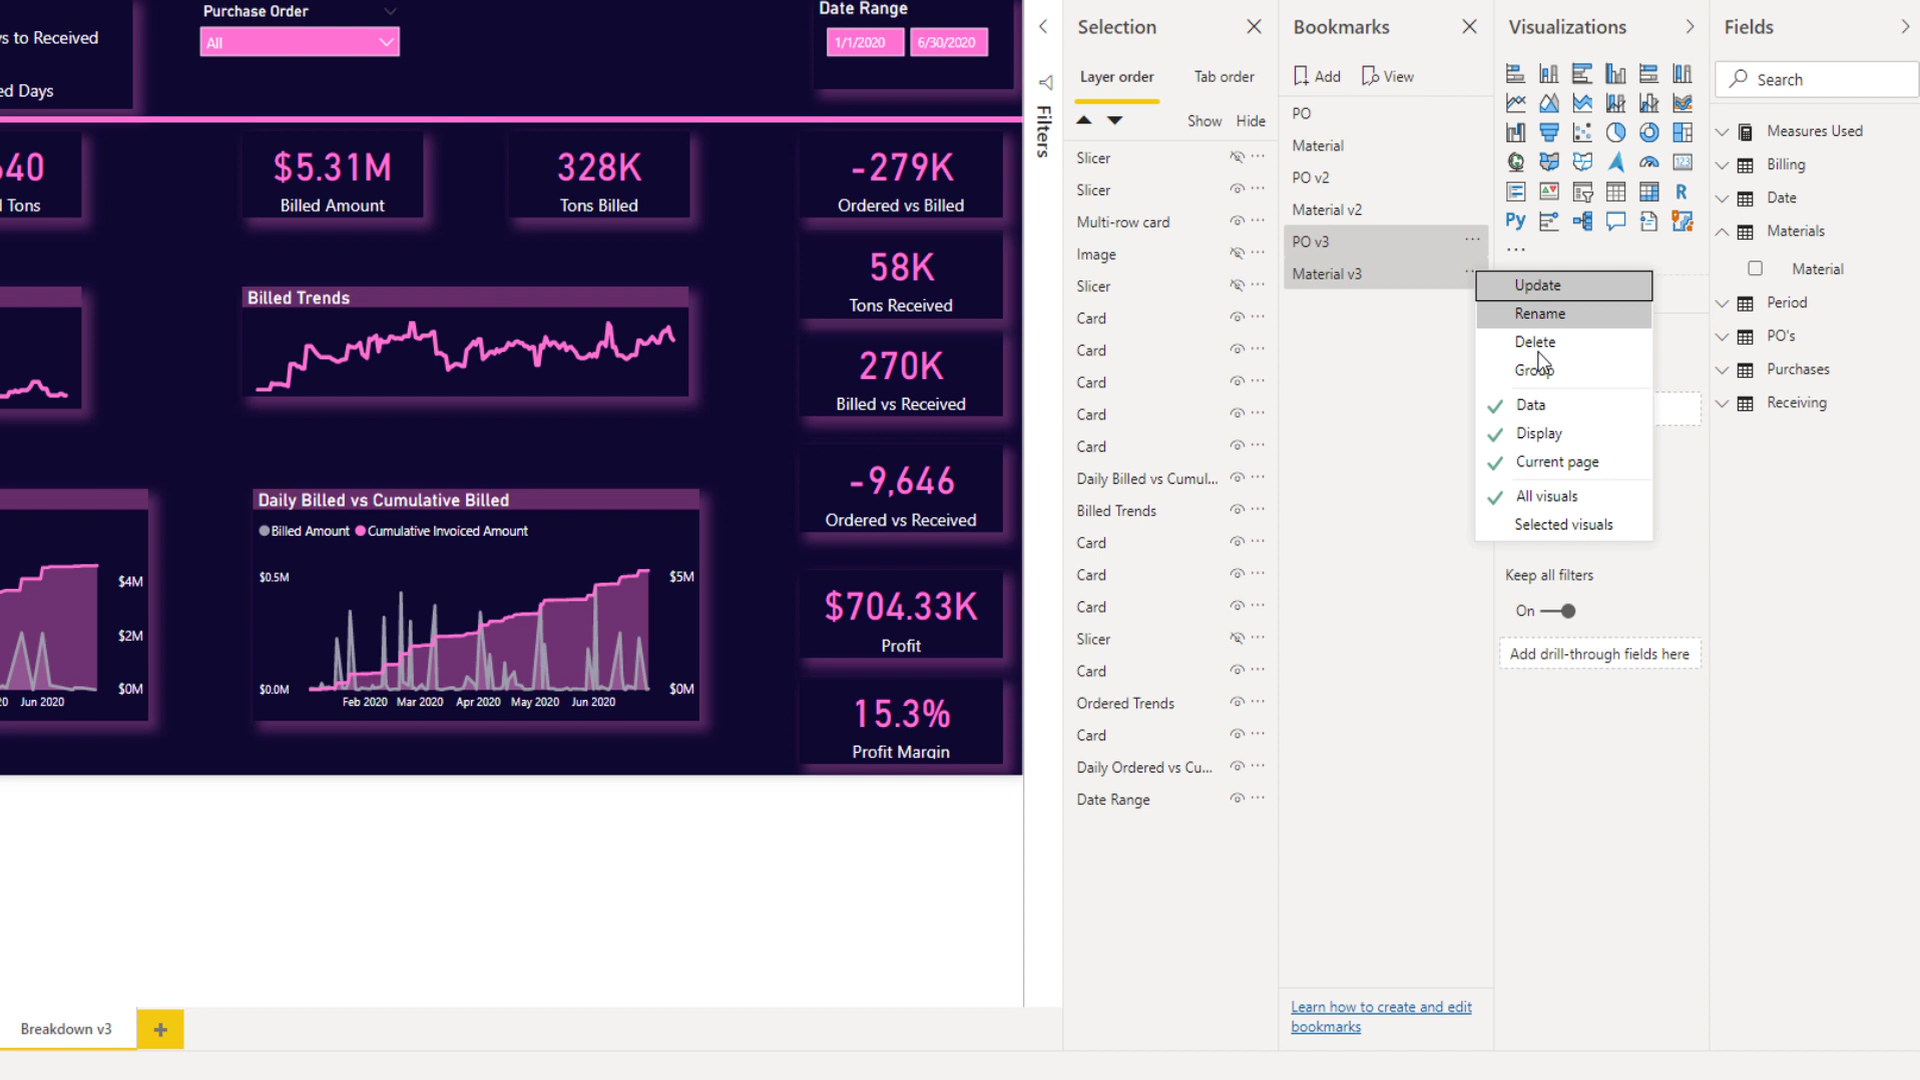 Purchase Order
All
s to Received
ed Days
Date Range
1/1/2020
6/30/2020
640
l Tons
$5.31M
Billed Amount
328K
Tons Billed
-279K
Ordered vs Billed
58K
Tons Received
270K
Billed vs Received
-9,646
Ordered vs Received
$704.33K
Profit
15.3%
Profit Margin
Billed Trends
Daily Billed vs Cumulative Billed
Billed Amount
Cumulative Invoiced Amount
$0.5M
$0.0M
$5M
$0M
Feb 2020
Mar 2020
Apr 2020
May 2020
Jun 2020
$4M
$2M
$0M
20
Jun 2020
Breakdown v3
+
Filters
Selection
Layer order
Tab order
Show
Hide
Slicer
Slicer
Multi-row card
Image
Slicer
Card
Card
Card
Card
Card
Daily Billed vs Cumul...
Billed Trends
Card
Card
Card
Slicer
Card
Ordered Trends
Card
Daily Ordered vs Cu...
Date Range
Bookmarks
Add
View
PO
Material
PO v2
Material v2
PO v3
Material v3
Learn how to create and edit
bookmarks
Update
Rename
Delete
Group
Data
Display
Current page
All visuals
Selected visuals
Visualizations
R
Py
123
Keep all filters
On
Add drill-through fields here
Fields
Search
Measures Used
Billing
Date
Materials
Material
Period
PO's
Purchases
Receiving